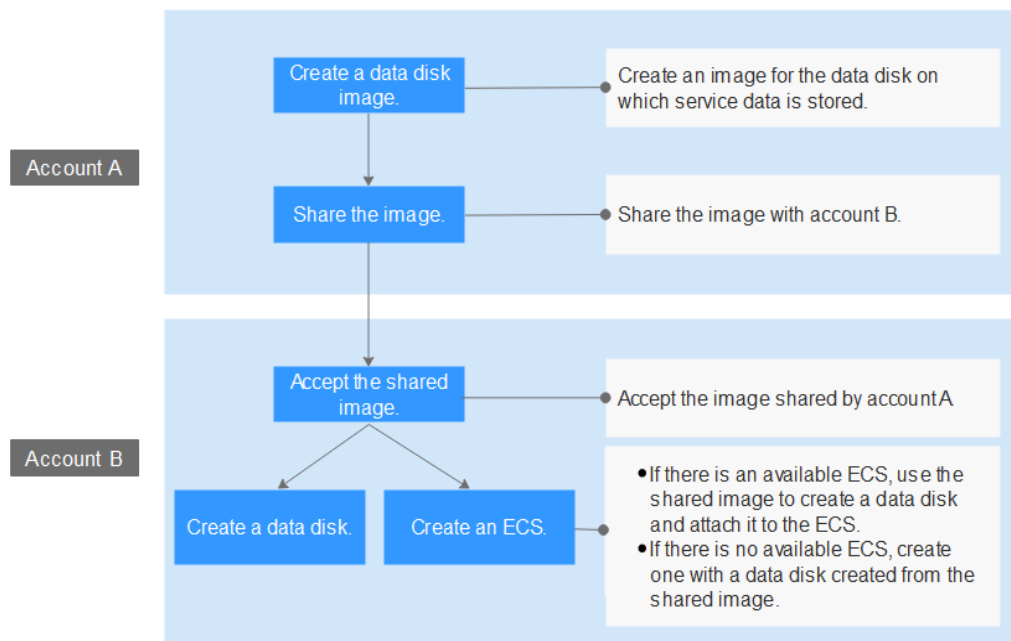 Create a data disk
image.
Create an image for the data disk on
which service data is stored.
Account A
Share the image.
Share the image with account B.
Accept the shared
image.
Accept the image shared by account A
Account B
Create a data disk.
Create an ECS.
●If there is an available ECS, use the
shared image to create a data disk
and attach it to the ECS.
●If there is no available ECS, create
one with a data disk created from the
shared image.